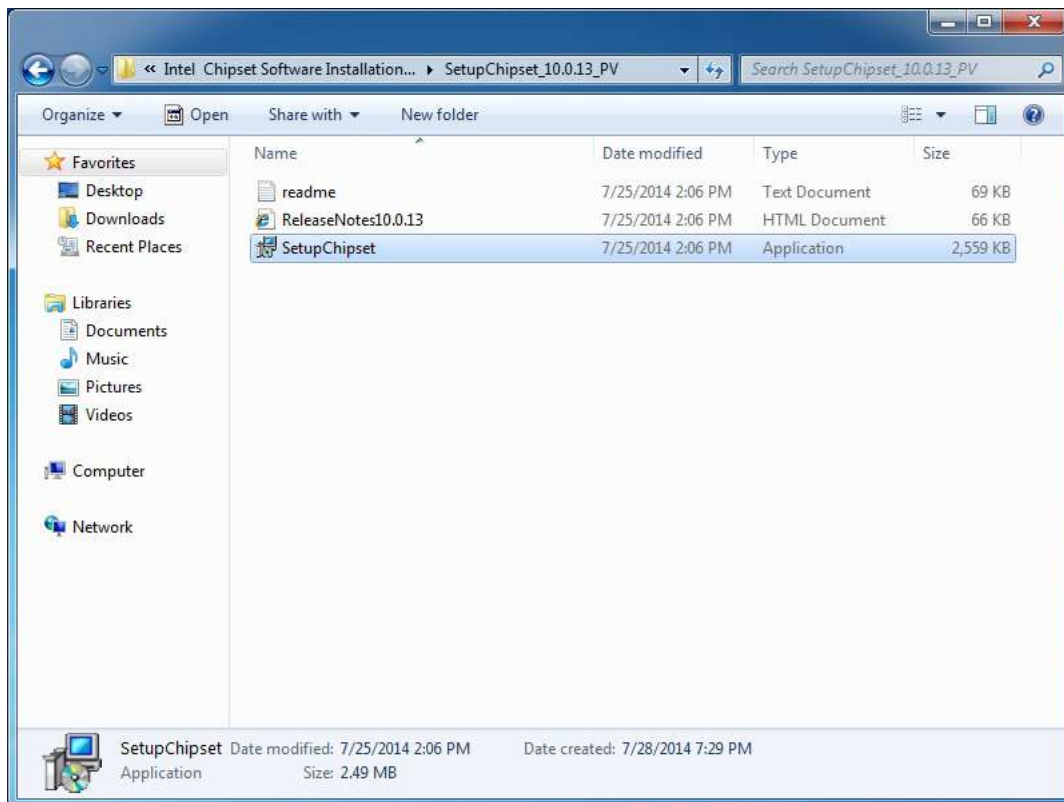 « Intel Chipset Software Installation... ▸ SetupChipset_10.0.13_PV
Search SetupChipset_10.0.13_PV
Organize Open Share with New folder
Favorites
Desktop
Downloads
Recent Places
Libraries
Documents
Music
Pictures
Videos
Computer
Network
Name Date modified Type Size
readme 7/25/2014 2:06 PM Text Document 69 KB
ReleaseNotes10.0.13 7/25/2014 2:06 PM HTML Document 66 KB
SetupChipset 7/25/2014 2:06 PM Application 2,559 KB
SetupChipset Date modified: 7/25/2014 2:06 PM Date created: 7/28/2014 7:29 PM
Application Size: 2.49 MB